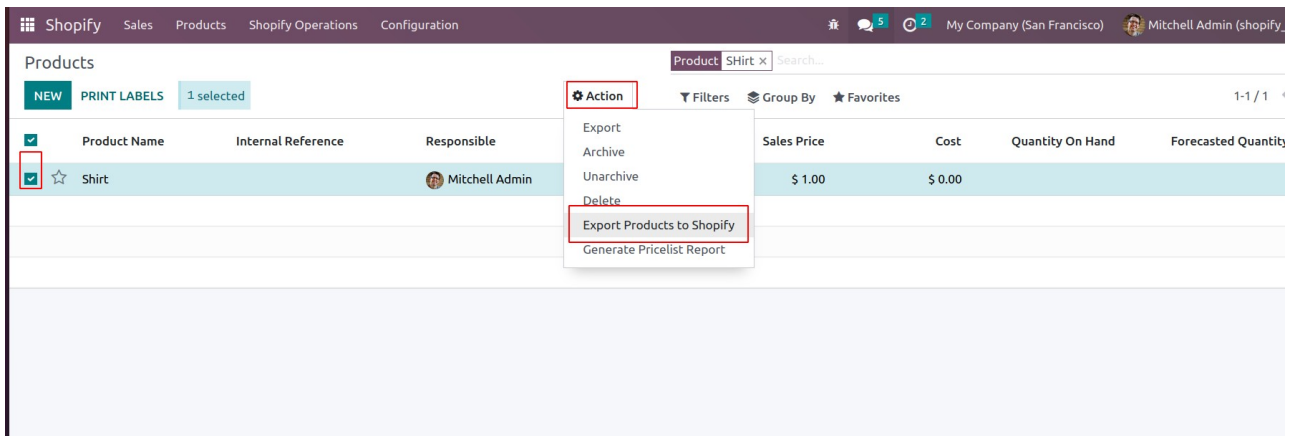 Shopify Sales Products Shopify Operations Configuration 5 2 My Company (San Francisco) Mitchell Admin (shopify_
Products Product SHirt × Search...
NEW PRINT LABELS 1 selected Action Filters Group By Favorites 1-1 / 1
Product Name Internal Reference Responsible Sales Price Cost Quantity On Hand Forecasted Quantity
Shirt Mitchell Admin $ 1.00 $ 0.00
Export
Archive
Unarchive
Delete
Export Products to Shopify
Generate Pricelist Report